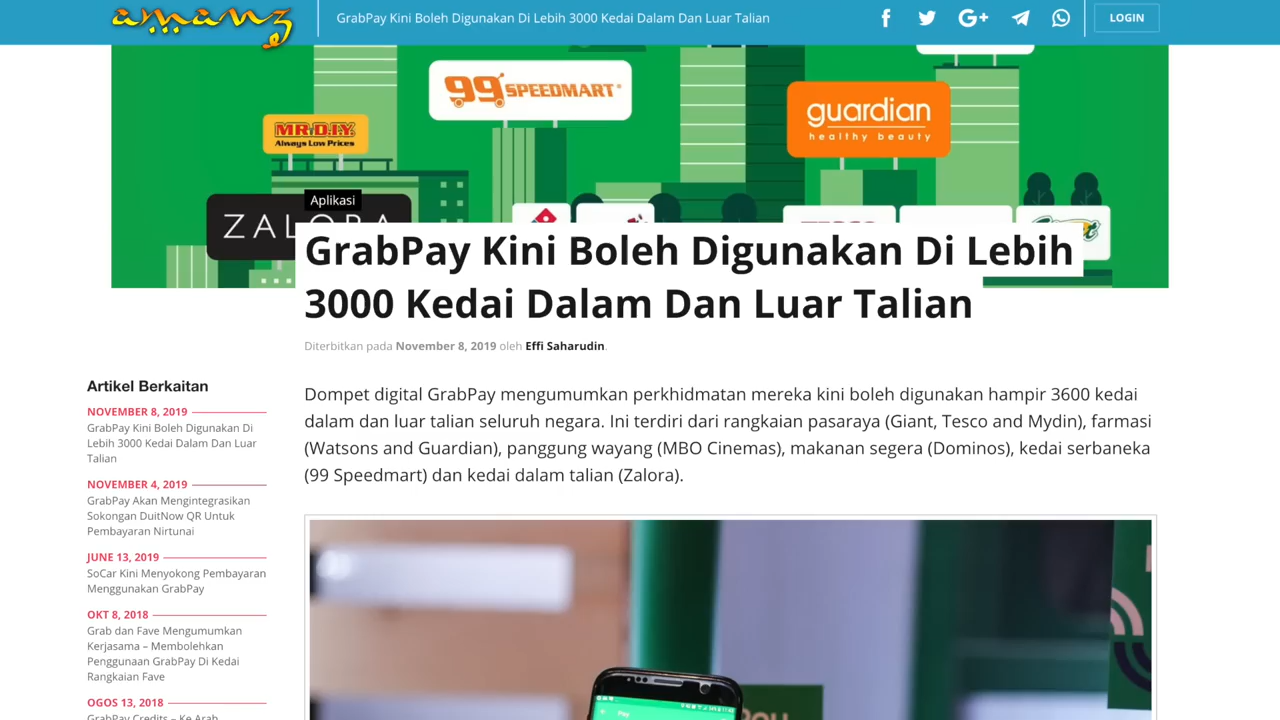 amanz
GrabPay Kini Boleh Digunakan Di Lebih 3000 Kedai Dalam Dan Luar Talian
LOGIN
99 SPEEDMART
guardian
healthy beauty
MR.D.I.Y.
Always Low Prices
Aplikasi
ZALORA
GrabPay Kini Boleh Digunakan Di Lebih
3000 Kedai Dalam Dan Luar Talian
Diterbitkan pada November 8, 2019 oleh Effi Saharudin.
Artikel Berkaitan
NOVEMBER 8, 2019
GrabPay Kini Boleh Digunakan Di
Lebih 3000 Kedai Dalam Dan Luar
Talian
NOVEMBER 4, 2019
GrabPay Akan Mengintegrasikan
Sokongan DuitNow QR Untuk
Pembayaran Nirtunai
JUNE 13, 2019
SoCar Kini Menyokong Pembayaran
Menggunakan GrabPay
OKT 8, 2018
Grab dan Fave Mengumumkan
Kerjasama – Membolehkan
Penggunaan GrabPay Di Kedai
Rangkaian Fave
OGOS 13, 2018
GrabPay Credits – Ke Arah
Dompet digital GrabPay mengumumkan perkhidmatan mereka kini boleh digunakan hampir 3600 kedai
dalam dan luar talian seluruh negara. Ini terdiri dari rangkaian pasaraya (Giant, Tesco and Mydin), farmasi
(Watsons and Guardian), panggung wayang (MBO Cinemas), makanan segera (Dominos), kedai serbaneka
(99 Speedmart) dan kedai dalam talian (Zalora).
Pay